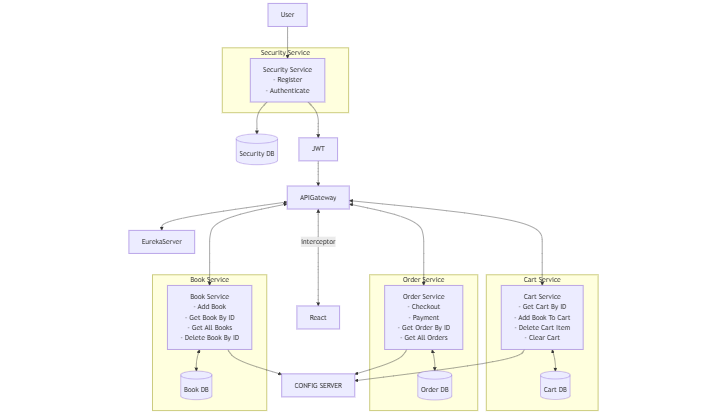 User
Security Service
Security Service
- Register
- Authenticate
Security DB
JWT
APIGateway
EurekaServer
Interceptor
Book Service
Book Service
- Add Book
- Get Book By ID
- Get All Books
- Delete Book By ID
Book DB
React
CONFIG SERVER
Order Service
Order Service
- Checkout
- Payment
- Get Order By ID
- Get All Orders
Order DB
Cart Service
Cart Service
- Get Cart By ID
- Add Book To Cart
- Delete Cart Item
- Clear Cart
Cart DB